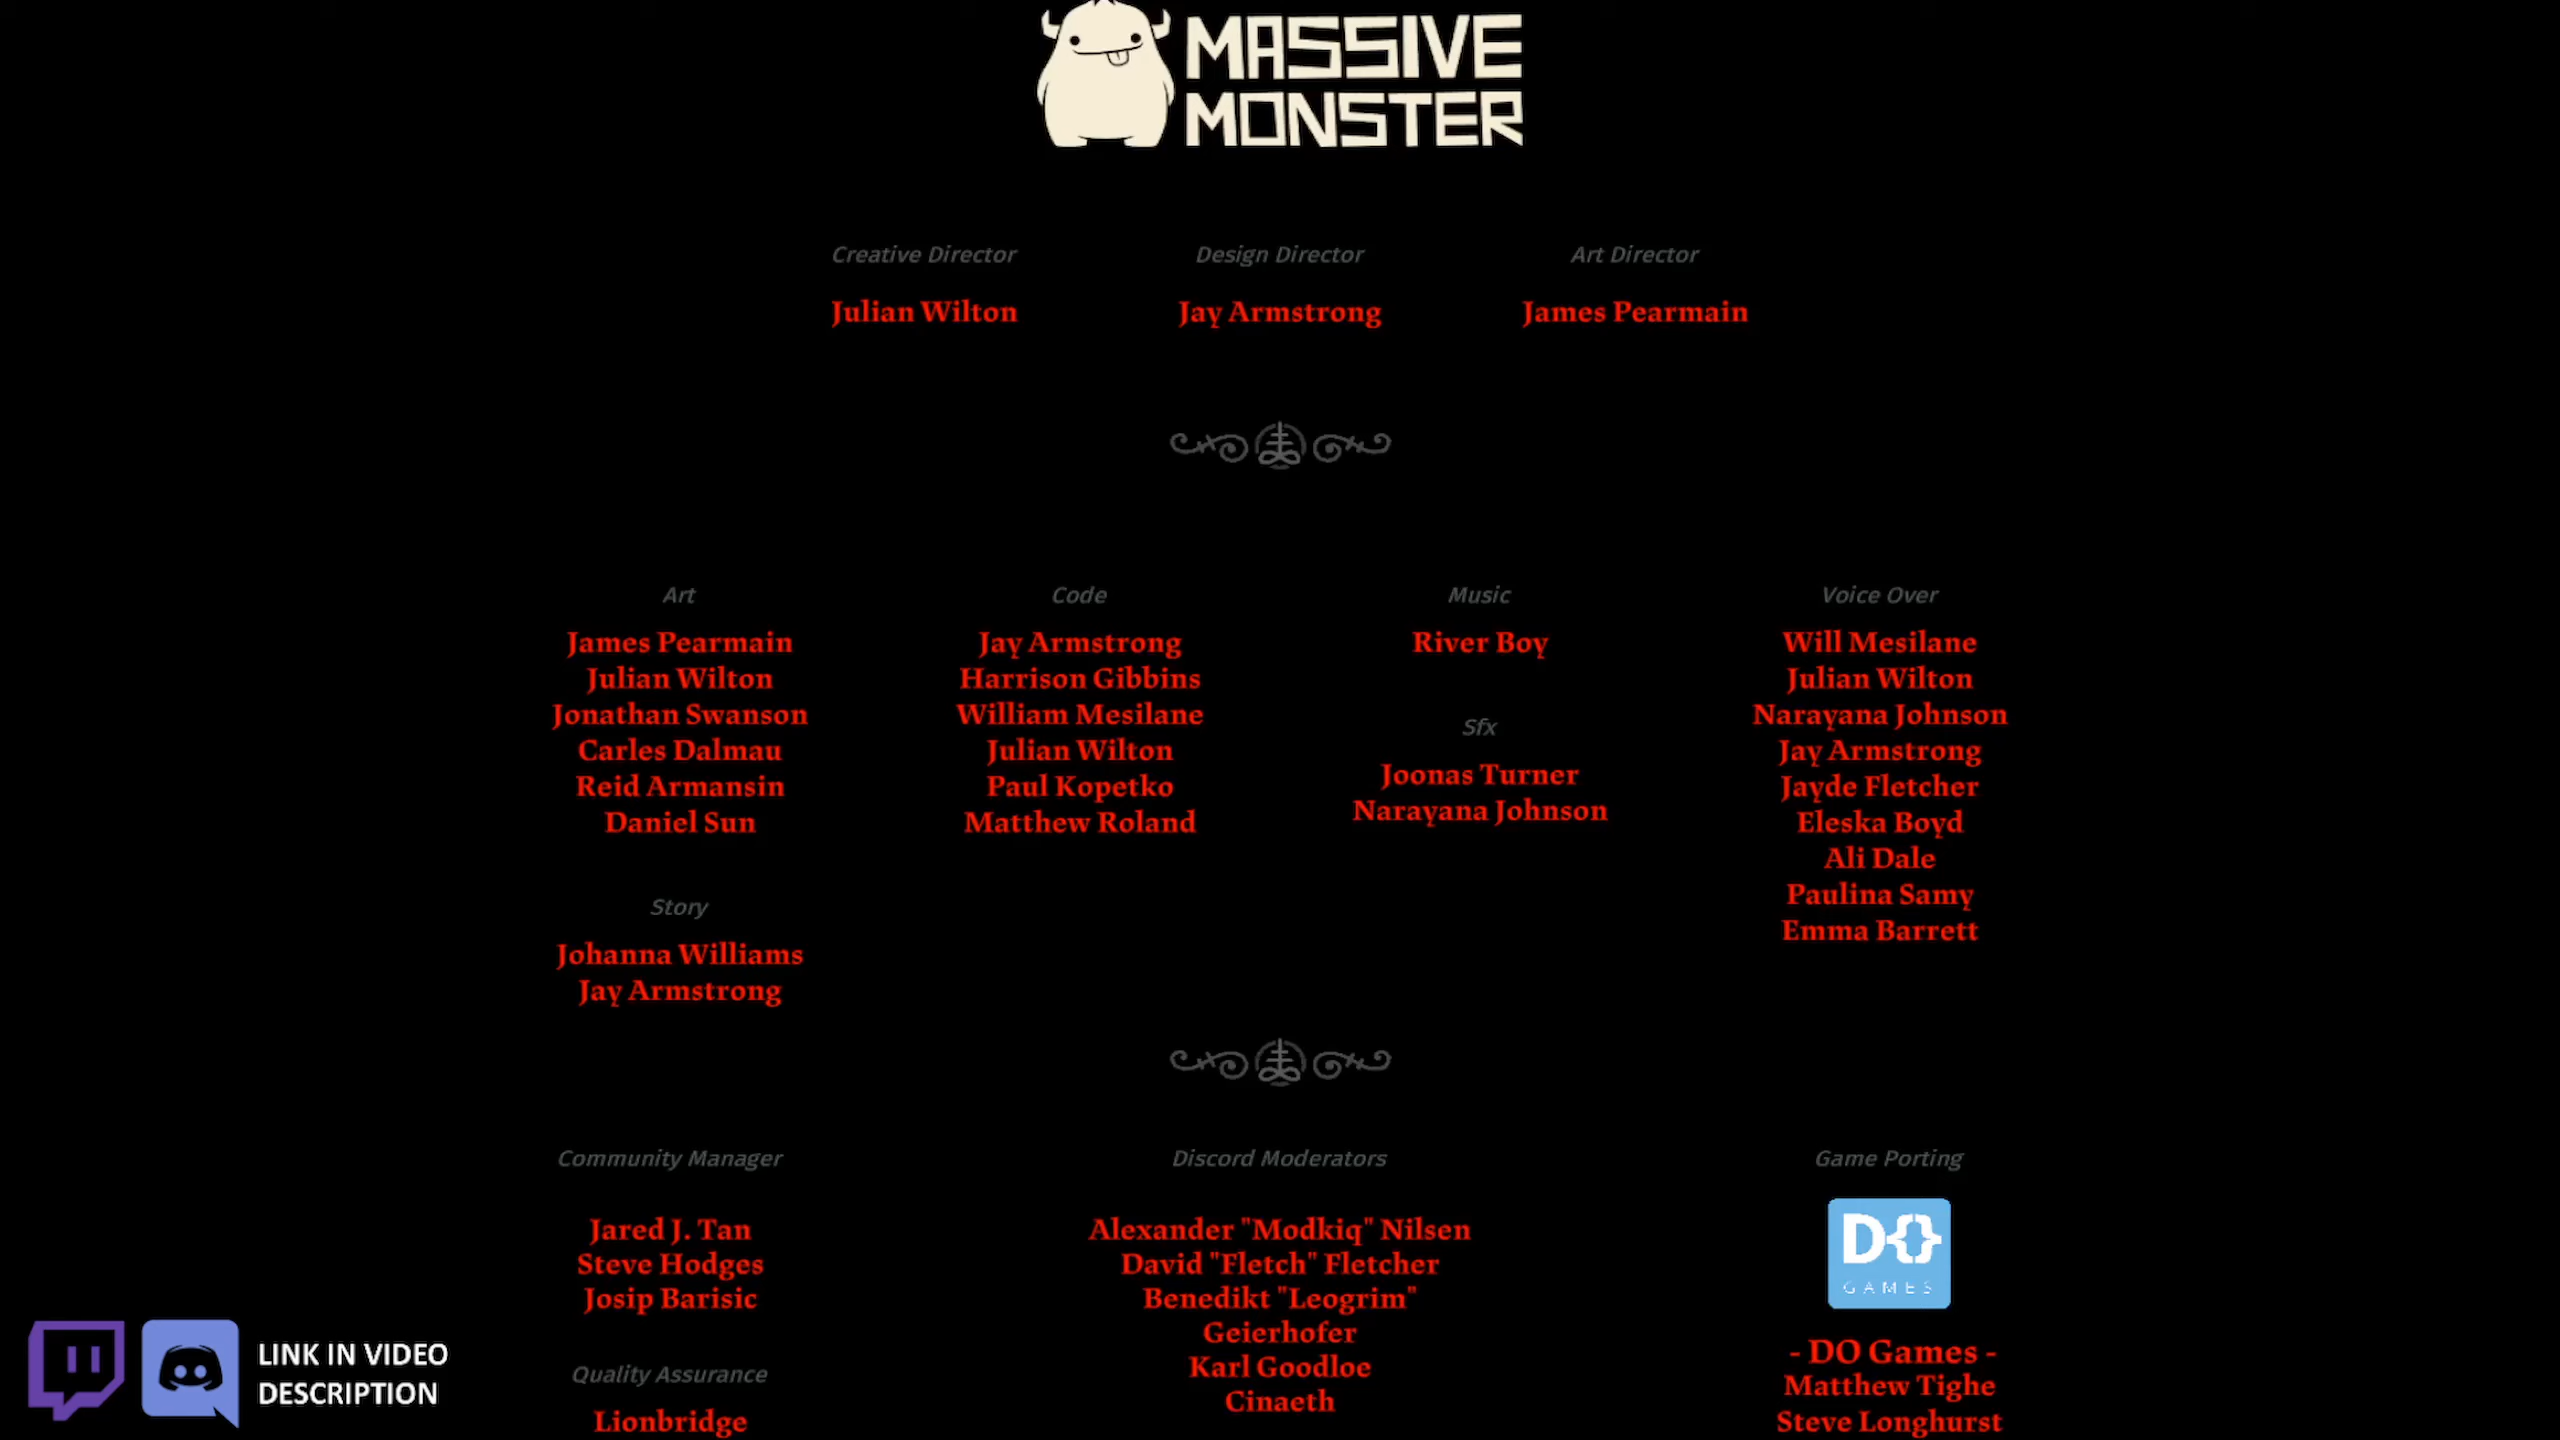 MASSIVE
MONSTER
Creative Director
Julian Wilton
Design Director
Jay Armstrong
Art Director
James Pearmain
Art
James Pearmain
Julian Wilton
Jonathan Swanson
Carles Dalmau
Reid Armansin
Daniel Sun
Story
Johanna Williams
Jay Armstrong
Code
Jay Armstrong
Harrison Gibbins
William Mesilane
Julian Wilton
Paul Kopetko
Matthew Roland
Music
River Boy
Sfx
Joonas Turner
Narayana Johnson
Voice Over
Will Mesilane
Julian Wilton
Narayana Johnson
Jay Armstrong
Jayde Fletcher
Eleska Boyd
Ali Dale
Paulina Samy
Emma Barrett
Community Manager
Jared J. Tan
Steve Hodges
Josip Barisic
Quality Assurance
Lionbridge
Discord Moderators
Alexander "Modkiq" Nilsen
David "Fletch" Fletcher
Benedikt "Leogrim"
Geierhofer
Karl Goodloe
Cinaeth
Game Porting
DO
GAMES
- DO Games -
Matthew Tighe
Steve Longhurst
LINK IN VIDEO
DESCRIPTION